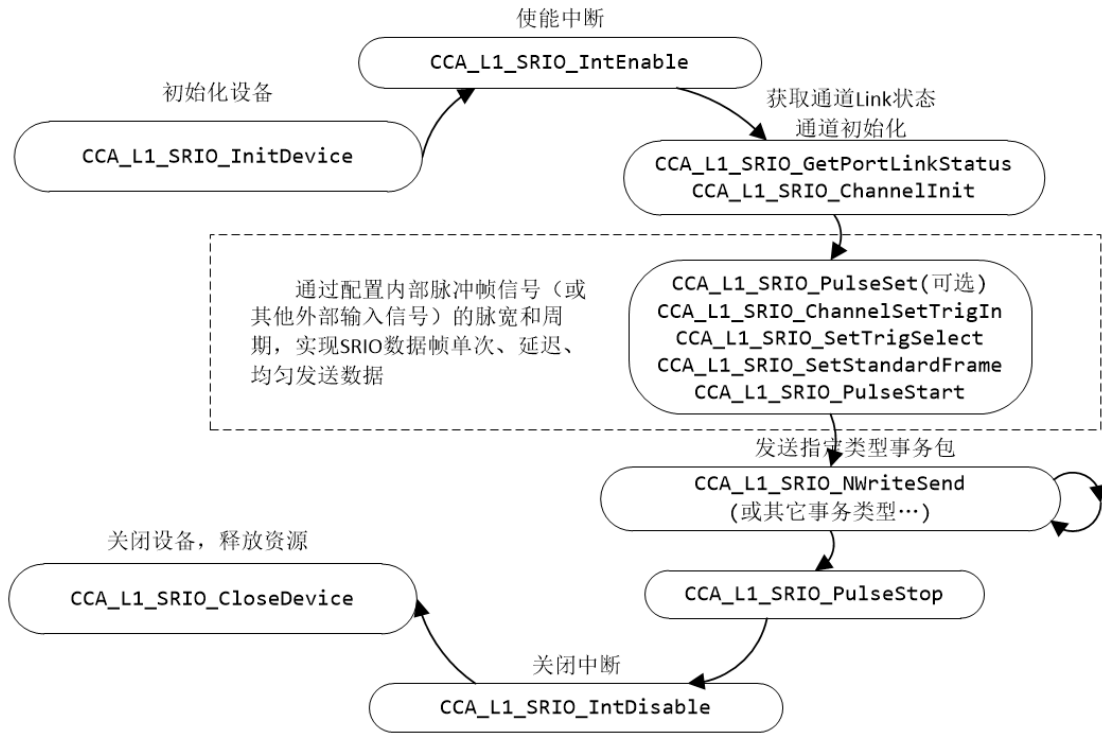 使能中断
CCA_L1_SRIO_IntEnable
初始化设备
CCA_L1_SRIO_InitDevice
获取通道Link状态
通道初始化
CCA_L1_SRIO_GetPortLinkStatus
CCA_L1_SRIO_ChannelInit
通过配置内部脉冲帧信号（或
其他外部输入信号）的脉宽和周
期，实现SRIO数据帧单次、延迟、
均匀发送数据
CCA_L1_SRIO_PulseSet(可选)
CCA_L1_SRIO_ChannelSetTrigIn
CCA_L1_SRIO_SetTrigSelect
CCA_L1_SRIO_SetStandardFrame
CCA_L1_SRIO_PulseStart
发送指定类型事务包
CCA_L1_SRIO_NWriteSend
(或其它事务类型…)
CCA_L1_SRIO_PulseStop
关闭中断
CCA_L1_SRIO_IntDisable
关闭设备，释放资源
CCA_L1_SRIO_CloseDevice